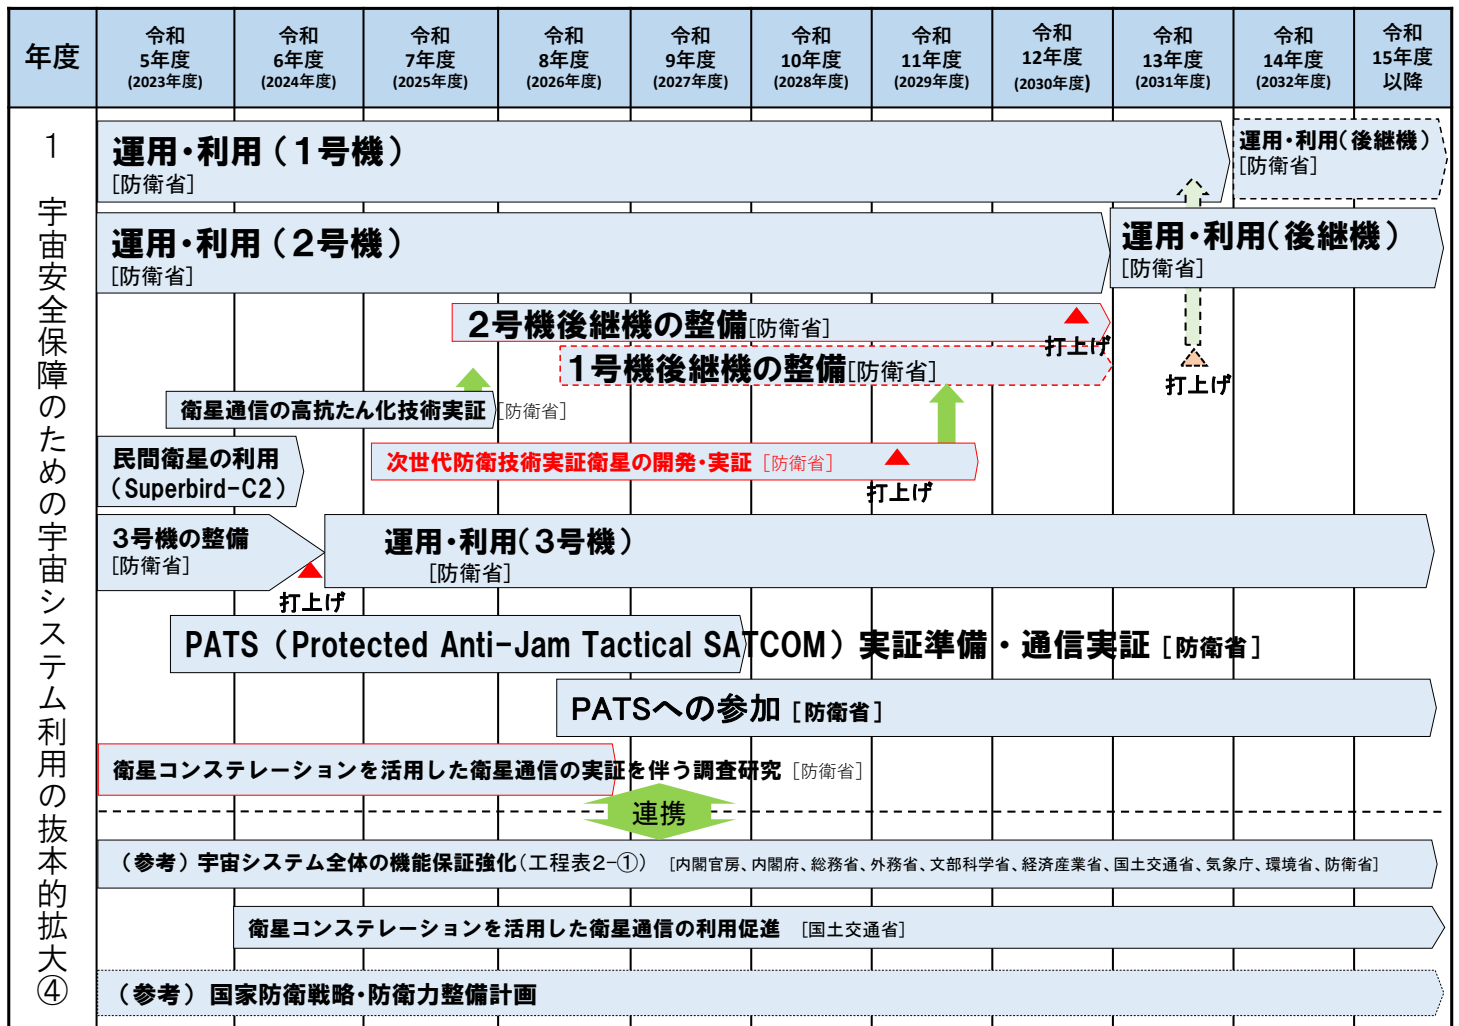 年度
令和
5年度
(2023年度)
令和
6年度
(2024年度)
令和
7年度
(2025年度)
令和
8年度
(2026年度)
令和
9年度
(2027年度)
令和
10年度
(2028年度)
令和
11年度
(2029年度)
令和
12年度
(2030年度)
令和
13年度
(2031年度)
令和
14年度
(2032年度)
令和
15年度
以降
1 宇宙安全保障のための宇宙システム利用の抜本的拡大④
運用・利用（1号機）
[防衛省]
運用・利用（後継機）
[防衛省]
運用・利用（2号機）
[防衛省]
運用・利用（後継機）
[防衛省]
2号機後継機の整備[防衛省]
打上げ
1号機後継機の整備[防衛省]
打上げ
衛星通信の高抗たん化技術実証 [防衛省]
民間衛星の利用
（Superbird-C2）
次世代防衛技術実証衛星の開発・実証 [防衛省]
打上げ
3号機の整備
[防衛省]
打上げ
運用・利用（3号機）
[防衛省]
PATS（Protected Anti-Jam Tactical SATCOM）実証準備・通信実証 [防衛省]
PATSへの参加 [防衛省]
衛星コンステレーションを活用した衛星通信の実証を伴う調査研究 [防衛省]
連携
（参考）宇宙システム全体の機能保証強化(工程表2-①) [内閣官房、内閣府、総務省、外務省、文部科学省、経済産業省、国土交通省、気象庁、環境省、防衛省]
衛星コンステレーションを活用した衛星通信の利用促進 [国土交通省]
（参考）国家防衛戦略・防衛力整備計画